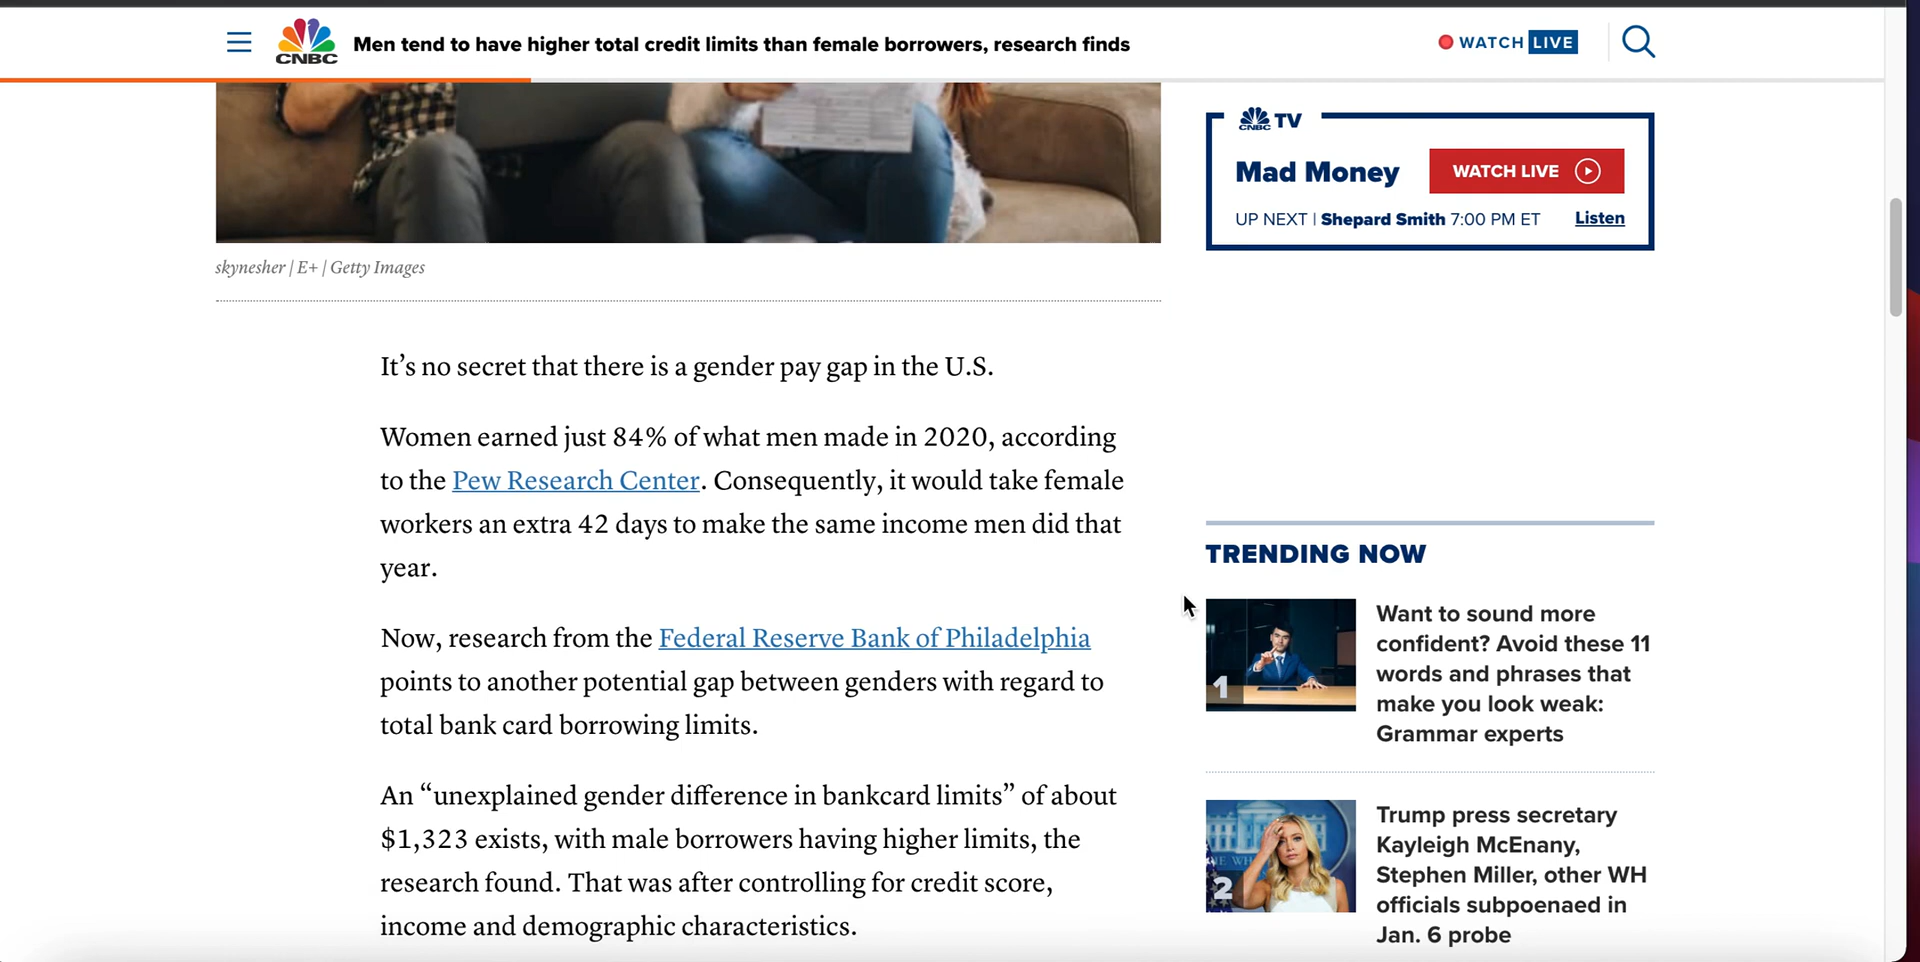 CNBC
Men tend to have higher total credit limits than female borrowers, research finds
WATCH LIVE
skynesher | E+ | Getty Images
It’s no secret that there is a gender pay gap in the U.S.
Women earned just 84% of what men made in 2020, according
to the Pew Research Center. Consequently, it would take female
workers an extra 42 days to make the same income men did that
year.
Now, research from the Federal Reserve Bank of Philadelphia
points to another potential gap between genders with regard to
total bank card borrowing limits.
An “unexplained gender difference in bankcard limits” of about
$1,323 exists, with male borrowers having higher limits, the
research found. That was after controlling for credit score,
income and demographic characteristics.
CNBC TV
Mad Money
WATCH LIVE
UP NEXT | Shepard Smith 7:00 PM ET
Listen
TRENDING NOW
1
Want to sound more
confident? Avoid these 11
words and phrases that
make you look weak:
Grammar experts
2
Trump press secretary
Kayleigh McEnany,
Stephen Miller, other WH
officials subpoenaed in
Jan. 6 probe